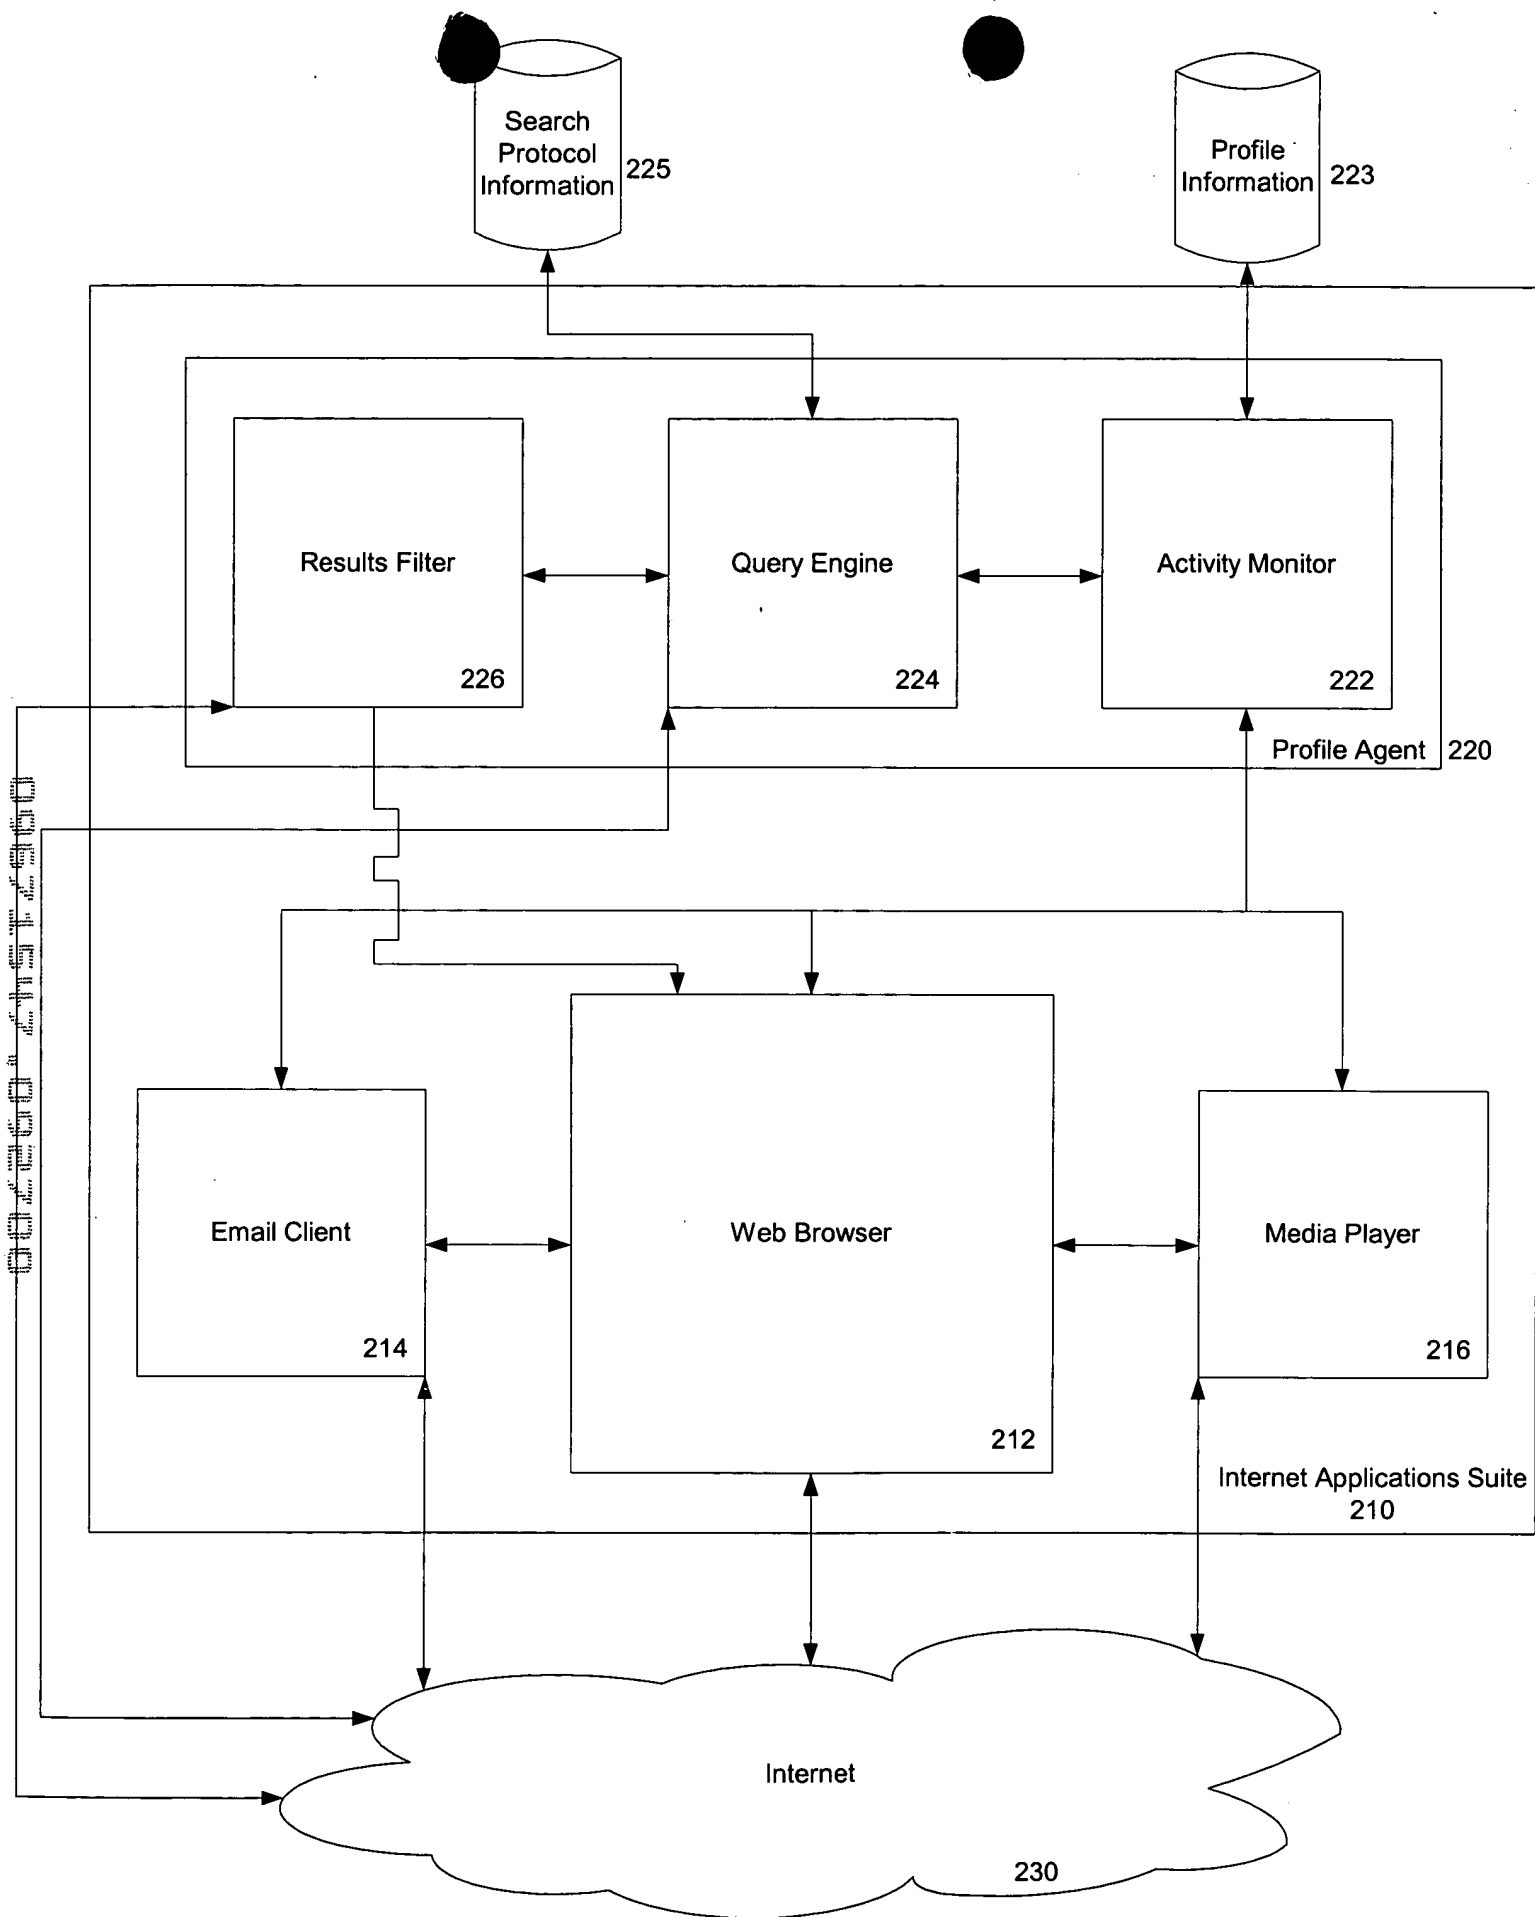 Search
Protocol
Information
225
Profile
Information
223
Results Filter
226
Query Engine
224
Activity Monitor
222
Profile Agent 220
Email Client
214
Web Browser
212
Media Player
216
Internet Applications Suite
210
Internet
230